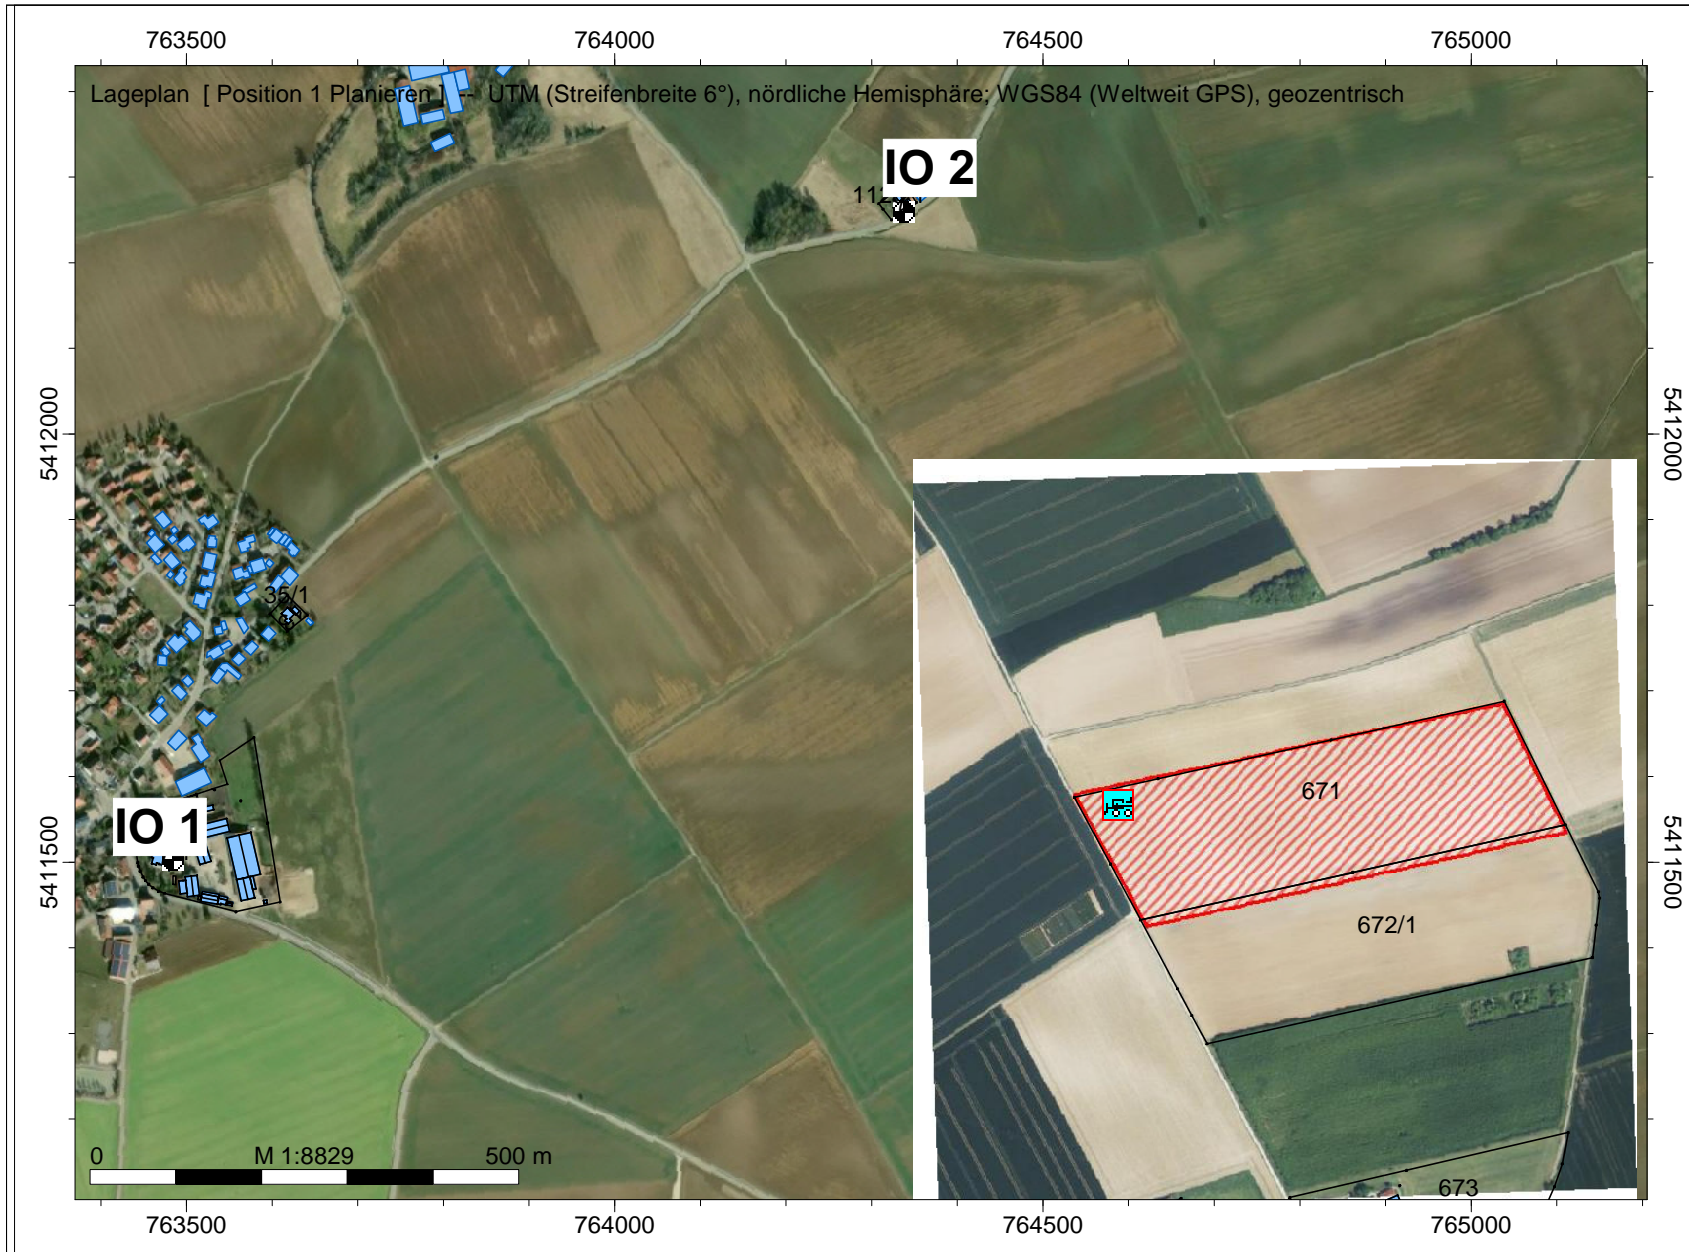 763500 764000 764500 765000
Lageplan [ Position 1 Planieren ] -- UTM (Streifenbreite 6°), nördliche Hemisphäre; WGS84 (Weltweit GPS), geozentrisch
IO 2
5412000
5412000
35/1
671
IO 1
5411500
5411500
672/1
0 M 1:8829 500 m
673
763500 764000 764500 765000